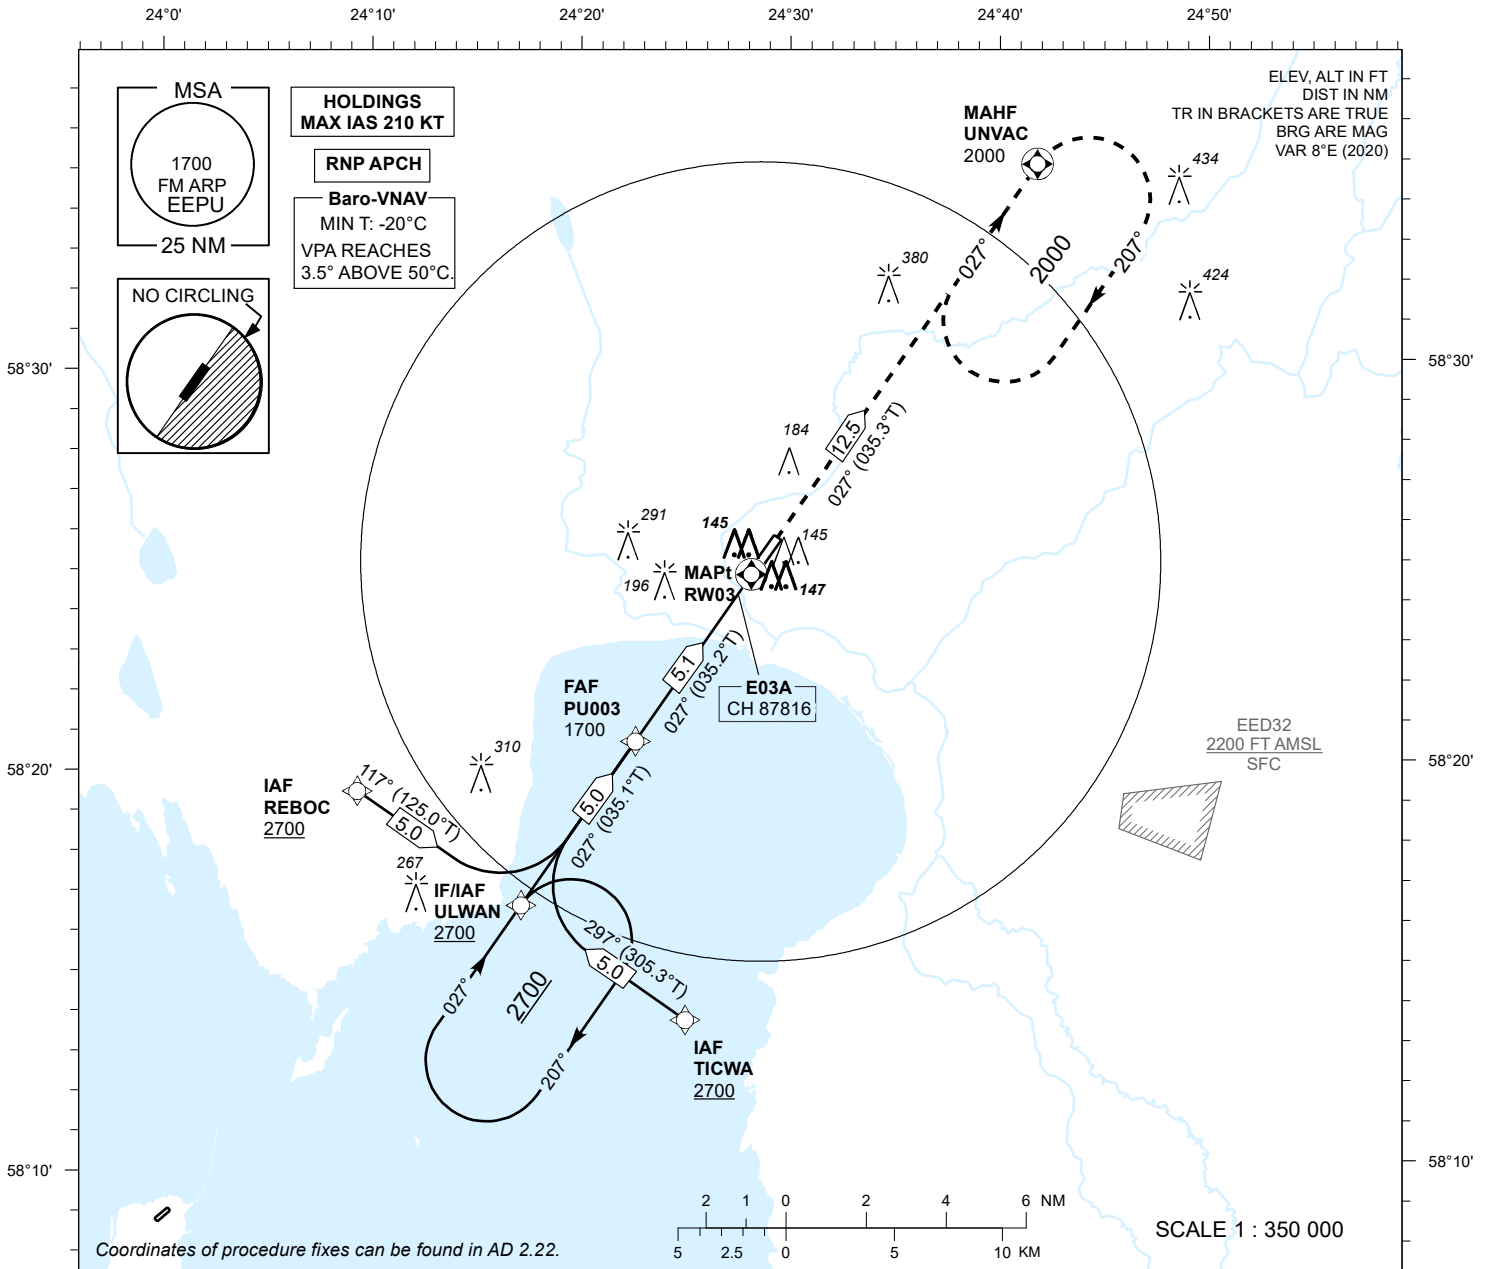 24°0'
24°10'
24°20'
24°30'
24°40'
24°50'
MSA
1700
FM ARP
EEPU
25 NM
HOLDINGS
MAX IAS 210 KT
RNP APCH
Baro-VNAV
MIN T: -20°C
VPA REACHES
3.5° ABOVE 50°C.
NO CIRCLING
ELEV, ALT IN FT
DIST IN NM
TR IN BRACKETS ARE TRUE
BRG ARE MAG
VAR 8°E (2020)
MAHF
UNVAC
2000
434
424
380
027°
2000
207°
58°30'
58°30'
12.5
027° (035.3°T)
184
291
196
145
145
147
MAPt
RW03
E03A
CH 87816
5.1
027° (035.2°T)
FAF
PU003
1700
310
5.0
027° (035.1°T)
IAF
REBOC
2700
117° (125.0°T)
5.0
267
IF/IAF
ULWAN
2700
297° (305.3°T)
5.0
027°
2700
207°
IAF
TICWA
2700
EED32
2200 FT AMSL
SFC
58°20'
58°20'
58°10'
58°10'
2 1 0 2 4 6 NM
5 2.5 0 5 10 KM
SCALE 1 : 350 000
Coordinates of procedure fixes can be found in AD 2.22.